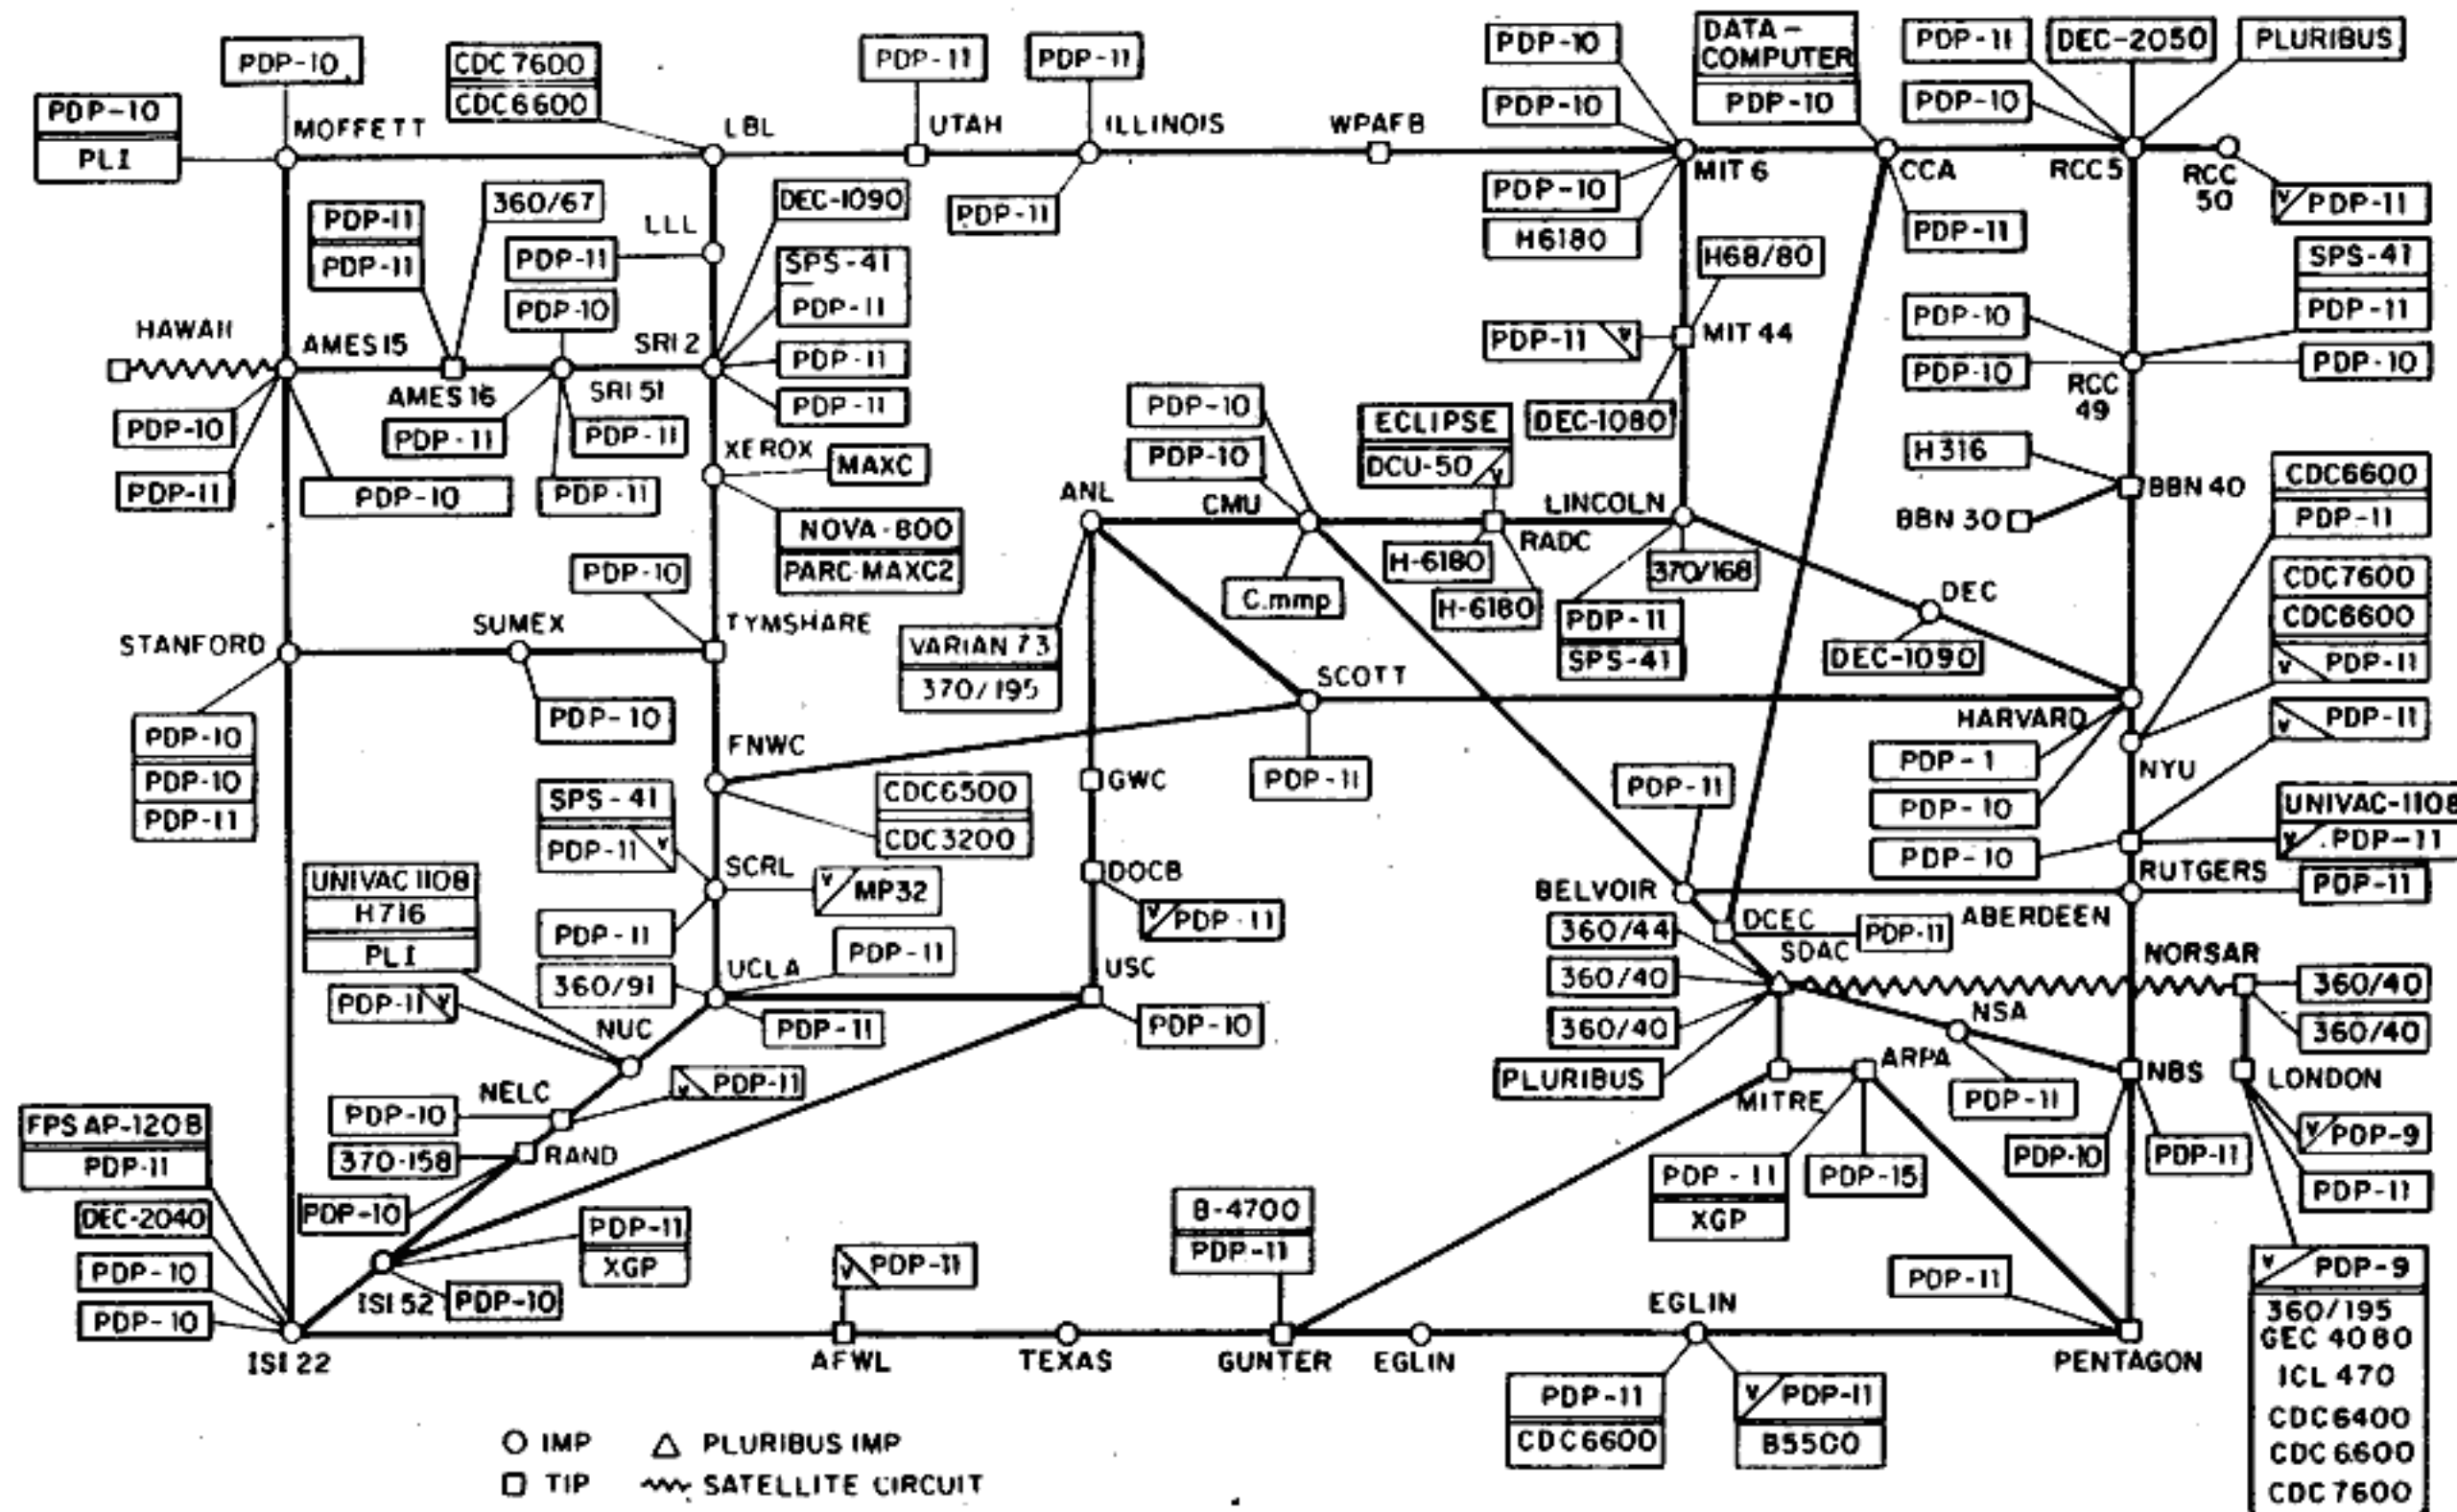 PDP-10
CDC7600
CDC6600
PDP-11
PDP-11
PDP-10
DATA-
COMPUTER
PDP-10
PDP-11
DEC-2050
PLURIBUS
PDP-10
PLI
MOFFETT
LBL
UTAH
ILLINOIS
WPAFB
PDP-10
PDP-10
H6180
MIT 6
CCA
PDP-10
RCC5
RCC
50
V PDP-11
PDP-11
PDP-11
PDP-11
360/67
LLL
PDP-11
PDP-10
DEC-1090
SPS-41
PDP-11
PDP-11
PDP-11
PDP-11
H68/80
PDP-11 V
MIT 44
DEC-1080
SPS-41
PDP-11
PDP-10
PDP-10
PDP-10
RCC
49
HAWAII
AMES15
AMES16
SRI51
SRI2
PDP-10
PDP-11
PDP-10
PDP-11
PDP-11
PDP-11
XEROX
MAXC
NOVA-800
PARC-MAXC2
ANL
CMU
PDP-10
PDP-10
C.mmp
ECLIPSE
DCU-50 V
RADC
H-6180
H-6180
LINCOLN
370/168
PDP-11
SPS-41
H316
BBN 40
BBN 30
CDC6600
PDP-11
CDC7600
CDC6600
V PDP-11
V PDP-11
DEC
DEC-1090
STANFORD
SUMEX
PDP-10
TYMSHARE
PDP-10
PDP-10
PDP-10
PDP-11
VARIAN 73
370/195
SCOTT
PDP-11
HARVARD
PDP-1
PDP-10
NYU
FNWC
CDC6500
CDC3200
SPS-41
PDP-11 V
SCRL
V MP32
PDP-11
GWC
DOCB
V PDP-11
PDP-11
BELVOIR
DCEC
PDP-11
PDP-10
UNIVAC-1108
V PDP-11
RUTGERS
PDP-11
ABERDEEN
UNIVAC 1108
H716
PLI
PDP-11 V
NUC
360/91
UCLA
PDP-11
PDP-11
USC
PDP-10
360/44
360/40
360/40
PLURIBUS
SDAC
NORSAR
360/40
360/40
NSA
PDP-11
NELC
PDP-10
V PDP-11
RAND
370-158
PDP-10
MITRE
ARPA
PDP-11
XGP
PDP-15
NBS
PDP-10
PDP-11
LONDON
V PDP-9
PDP-11
FPS AP-120B
PDP-11
DEC-2040
PDP-10
PDP-10
ISI 22
ISI 52
PDP-11
XGP
PDP-10
V PDP-11
AFWL
TEXAS
B-4700
PDP-11
GUNTER
EGLIN
EGLIN
PDP-11
CDC6600
V PDP-11
B5500
PDP-11
PENTAGON
V PDP-9
360/195
GEC 4080
ICL 470
CDC6400
CDC6600
CDC7600
IMP
PLURIBUS IMP
TIP
SATELLITE CIRCUIT